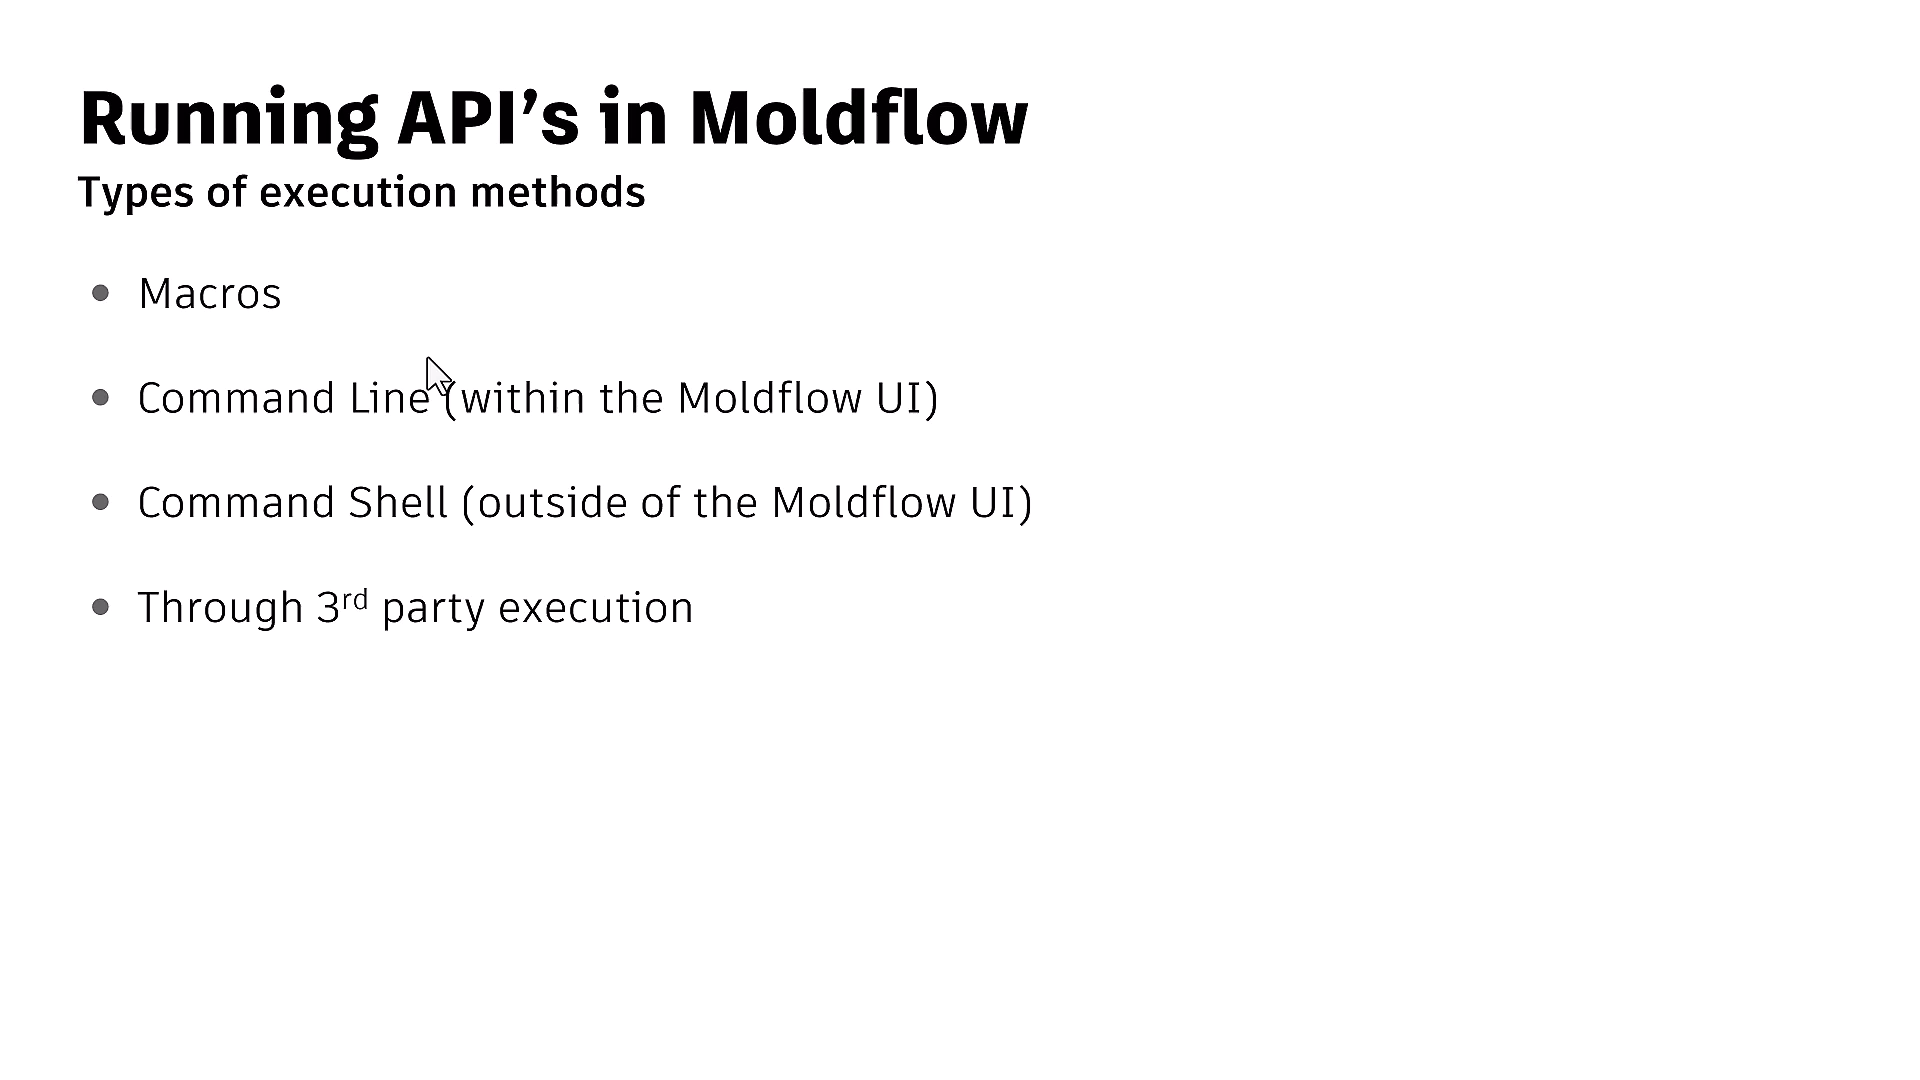 Running API’s in Moldflow
Types of execution methods
• Macros
• Command Line (within the Moldflow UI)
• Command Shell (outside of the Moldflow UI)
• Through 3rd party execution